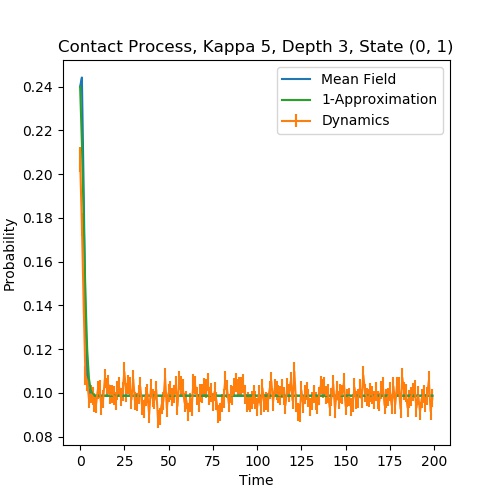 Contact Process, Kappa 5, Depth 3, State (0, 1)
Mean Field
1-Approximation
Dynamics
0.24
0.22
0.20
0.18
0.16
0.14
0.12
0.10
0.08
Probability
0 25 50 75 100 125 150 175 200
Time